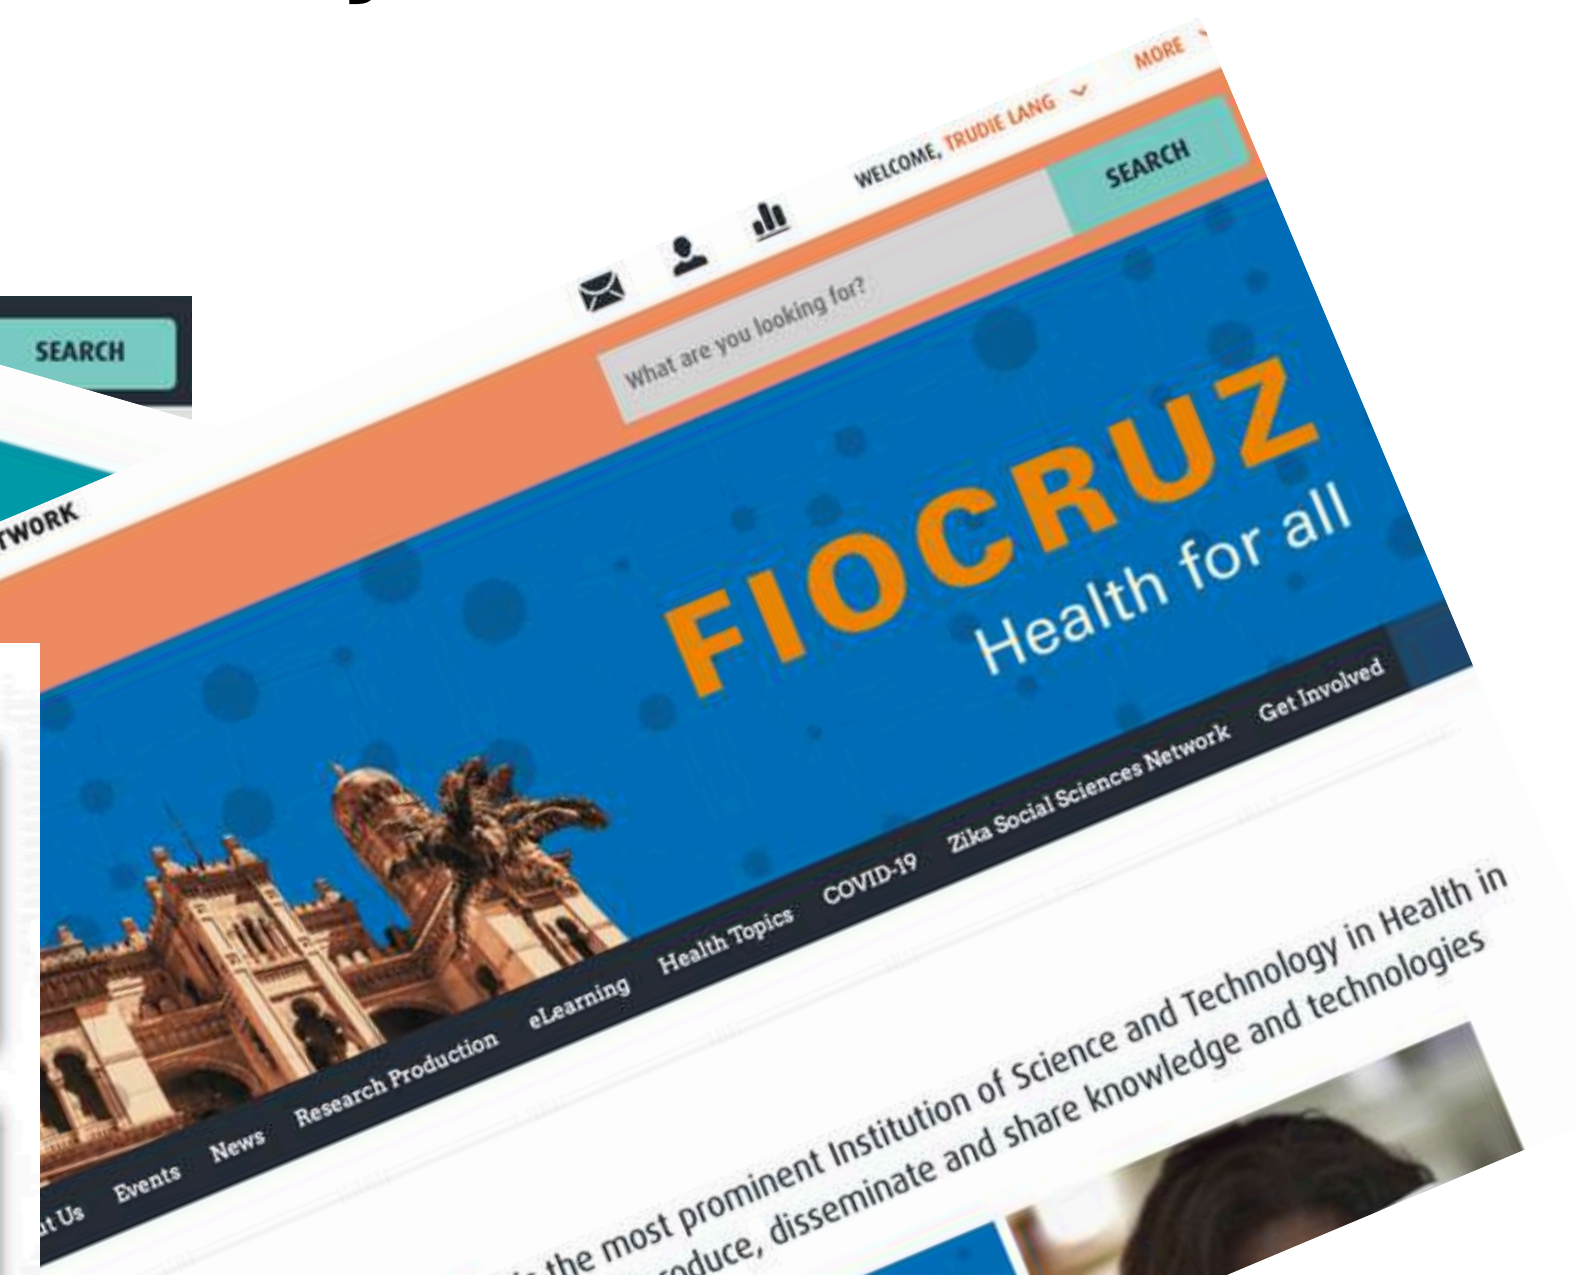 MORE
WELCOME, TRUDIE LANG
SEARCH
What are you looking for?
SEARCH
FIOCRUZ
Health for all
Us Events News Research Production eLearning Health Topics COVID-19 Zika Social Sciences Network Get Involved
the most prominent Institution of Science and Technology in Health in
disseminate and share knowledge and technologies